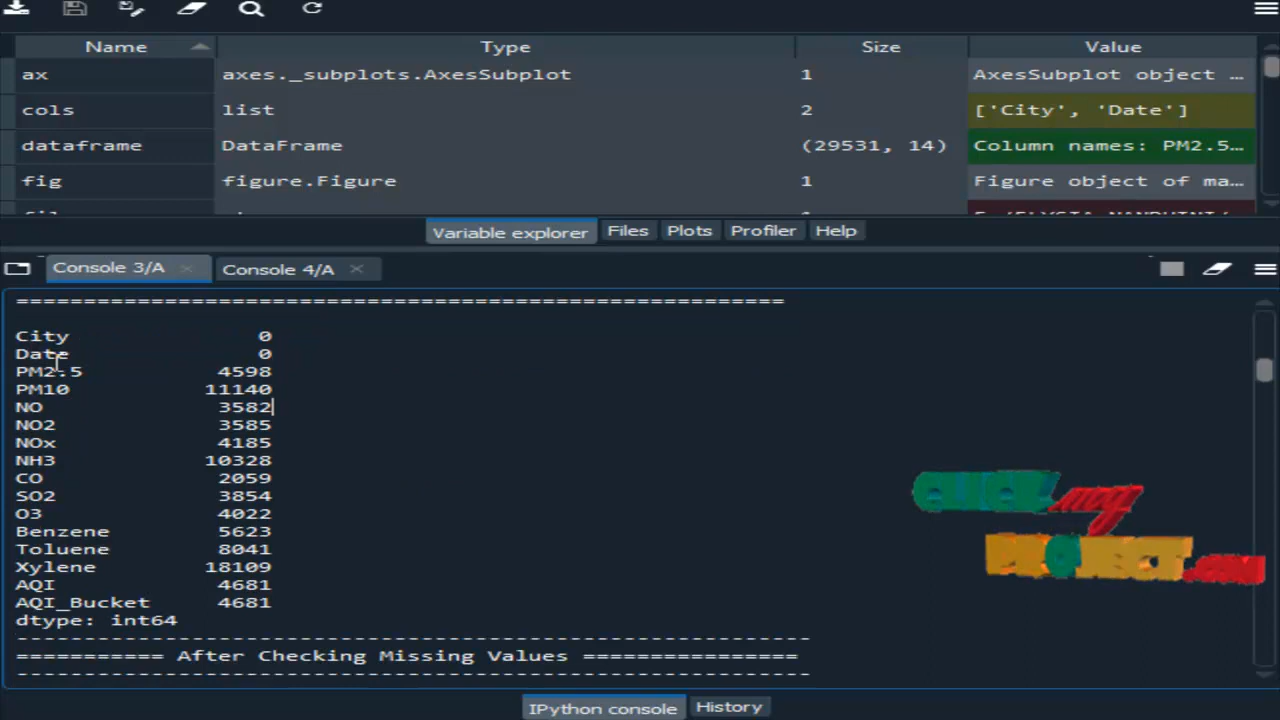 Name Type Size Value
ax axes._subplots.AxesSubplot 1 AxesSubplot object ...
cols list 2 ['City', 'Date']
dataframe DataFrame (29531, 14) Column names: PM2.5...
fig figure.Figure 1 Figure object of ma...
Variable explorer Files Plots Profiler Help
Console 3/A Console 4/A
=========================================================
City 0
Date 0
PM2.5 4598
PM10 11140
NO 3582
NO2 3585
NOx 4185
NH3 10328
CO 2059
SO2 3854
O3 4022
Benzene 5623
Toluene 8041
Xylene 18109
AQI 4681
AQI_Bucket 4681
dtype: int64
-----------------------------------------------------------
=========== After Checking Missing Values ================
-----------------------------------------------------------
CLICK my
PROJECT.com
IPython console History